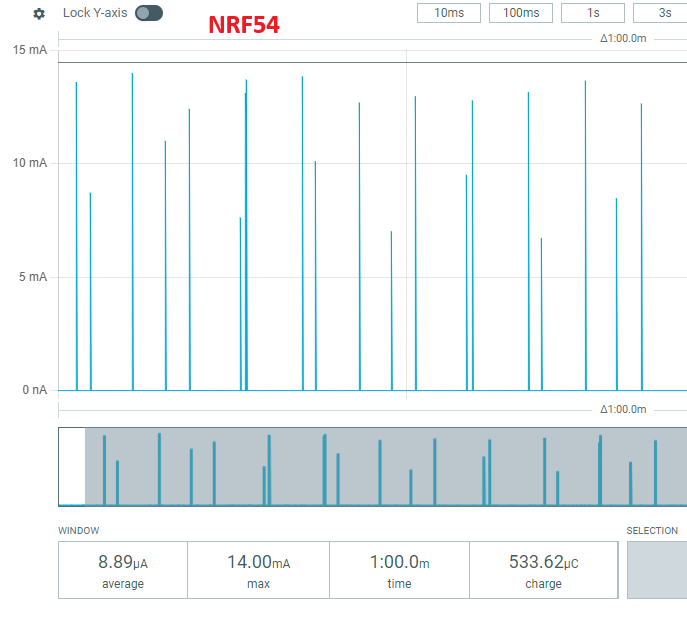 Lock Y-axis
NRF54
10ms 100ms 1s 3s
Δ1:00.0m
15 mA
10 mA
5 mA
0 nA
Δ1:00.0m
WINDOW
SELECTION
8.89μA 14.00mA 1:00.0m 533.62μC
average max time charge